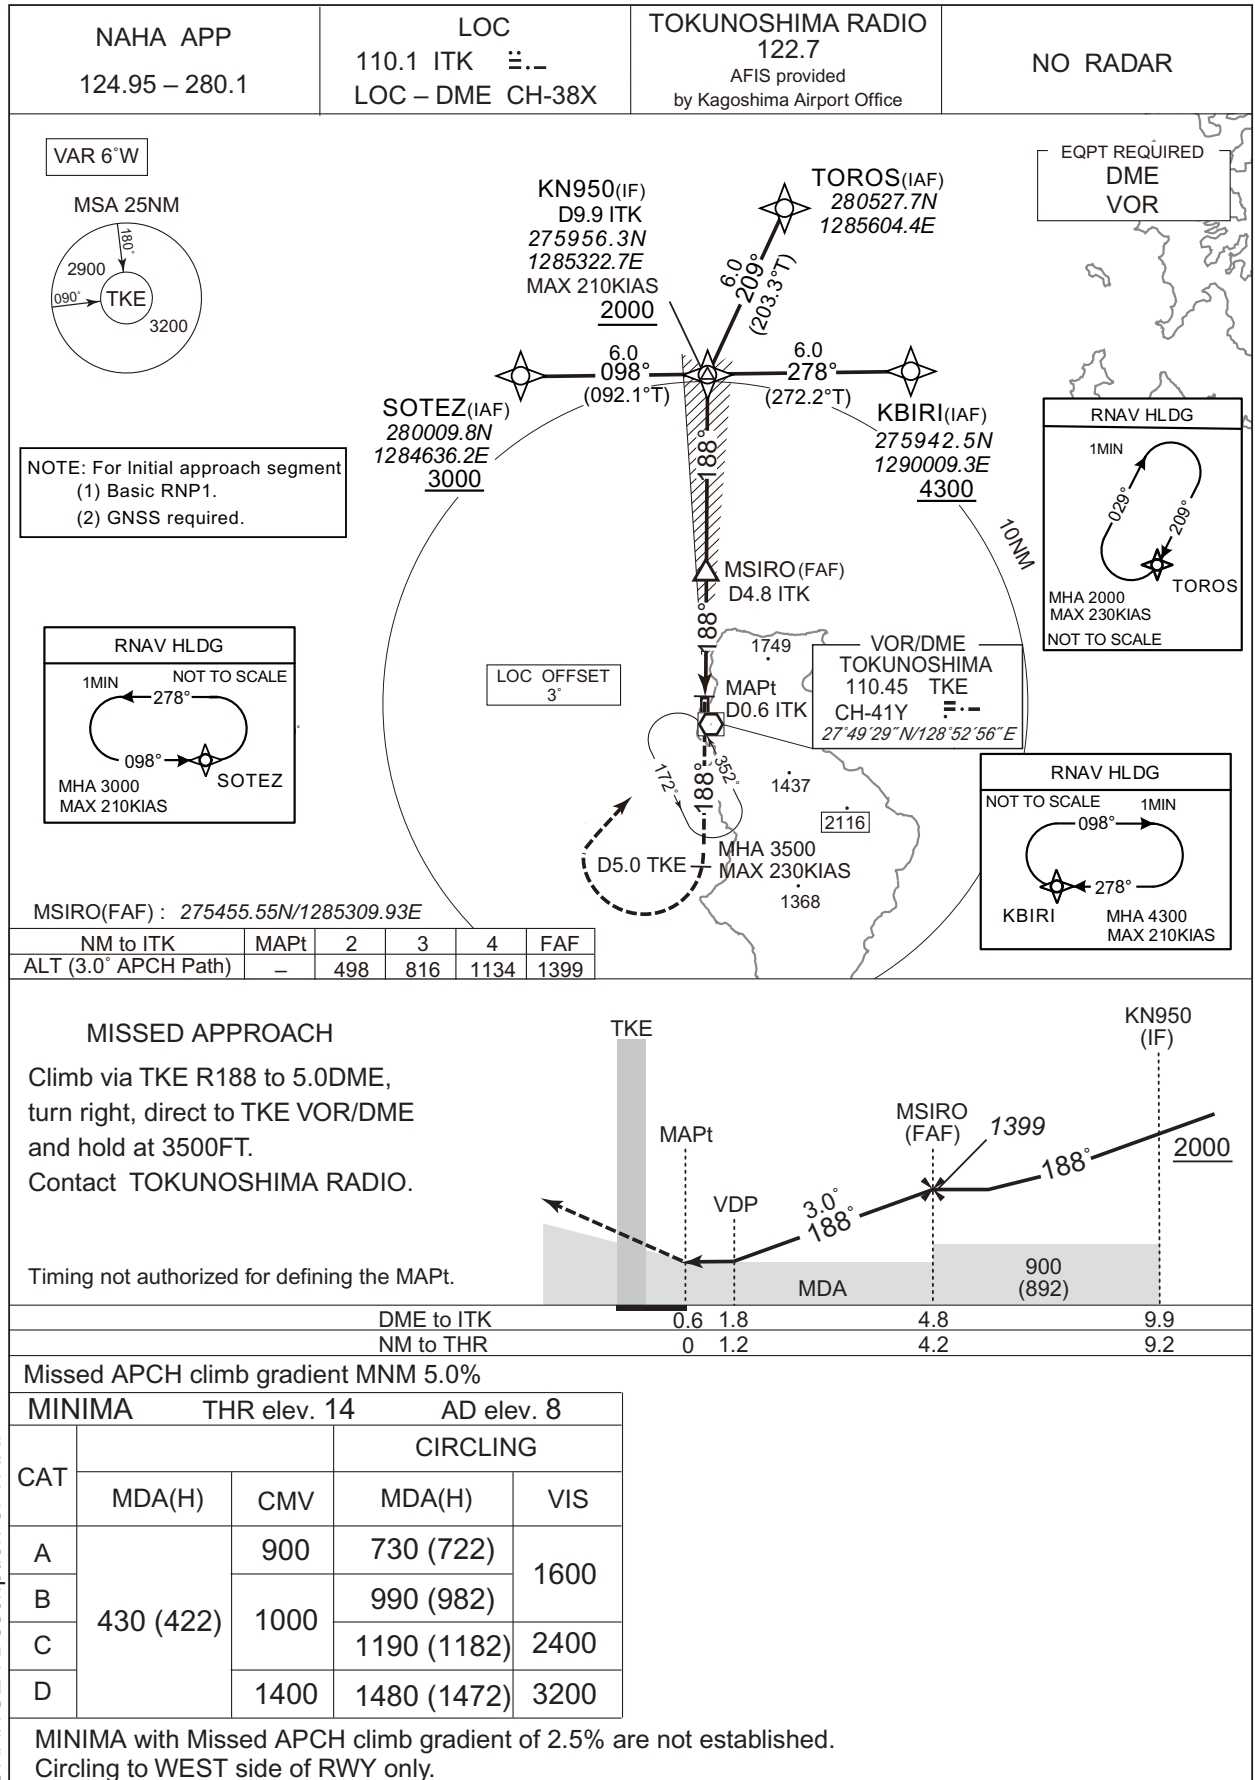 NAHA APP
124.95 – 280.1
LOC
110.1 ITK
LOC – DME CH-38X
TOKUNOSHIMA RADIO
122.7
AFIS provided
by Kagoshima Airport Office
NO RADAR
VAR 6°W
MSA 25NM
180°
2900
090°
TKE
3200
KN950(IF)
D9.9 ITK
275956.3N
1285322.7E
MAX 210KIAS
2000
TOROS(IAF)
280527.7N
1285604.4E
6.0
209°
(203.3°T)
EQPT REQUIRED
DME
VOR
6.0
098°
(092.1°T)
6.0
278°
(272.2°T)
SOTEZ(IAF)
280009.8N
1284636.2E
3000
KBIRI(IAF)
275942.5N
1290009.3E
4300
188°
10NM
NOTE: For Initial approach segment
(1) Basic RNP1.
(2) GNSS required.
RNAV HLDG
1MIN
029°
209°
TOROS
MHA 2000
MAX 230KIAS
NOT TO SCALE
MSIRO(FAF)
D4.8 ITK
188°
RNAV HLDG
NOT TO SCALE
1MIN
278°
098°
SOTEZ
MHA 3000
MAX 210KIAS
LOC OFFSET
3°
1749
MAPt
D0.6 ITK
VOR/DME
TOKUNOSHIMA
110.45 TKE
CH-41Y
27°49′29″N/128°52′56″E
172°
188°
352°
1437
2116
D5.0 TKE
MHA 3500
MAX 230KIAS
1368
RNAV HLDG
NOT TO SCALE
1MIN
098°
278°
KBIRI
MHA 4300
MAX 210KIAS
MSIRO(FAF) : 275455.55N/1285309.93E
NM to ITK MAPt 2 3 4 FAF
ALT (3.0° APCH Path) – 498 816 1134 1399
MISSED APPROACH
Climb via TKE R188 to 5.0DME,
turn right, direct to TKE VOR/DME
and hold at 3500FT.
Contact TOKUNOSHIMA RADIO.
Timing not authorized for defining the MAPt.
TKE
MAPt
VDP
3.0°
188°
MSIRO
(FAF)
1399
188°
KN950
(IF)
2000
MDA
900
(892)
DME to ITK 0.6 1.8 4.8 9.9
NM to THR 0 1.2 4.2 9.2
Missed APCH climb gradient MNM 5.0%
MINIMA THR elev. 14 AD elev. 8
CAT
CIRCLING
MDA(H) CMV MDA(H) VIS
A 430 (422) 900 730 (722) 1600
B 1000 990 (982)
C 1190 (1182) 2400
D 1400 1480 (1472) 3200
MINIMA with Missed APCH climb gradient of 2.5% are not established.
Circling to WEST side of RWY only.